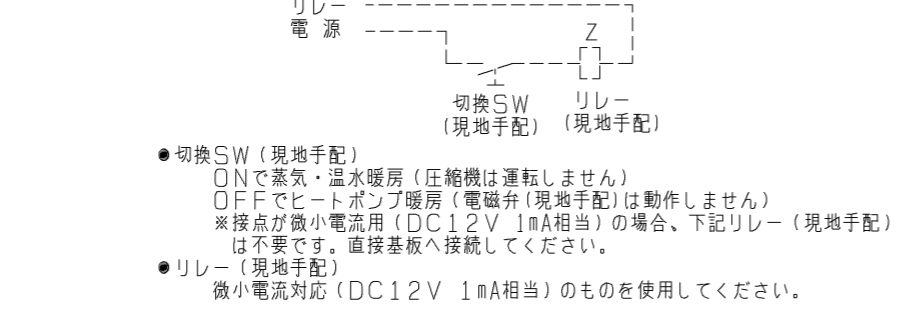 リレー
電 源
Z
切換SW
(現地手配)
リレー
(現地手配)
●切換SW(現地手配)
ONで蒸気・温水暖房(圧縮機は運転しません)
OFFでヒートポンプ暖房(電磁弁(現地手配)は動作しません)
※接点が微小電流用(DC12V 1mA相当)の場合、下記リレー(現地手配)
は不要です。直接基板へ接続してください。
●リレー(現地手配)
微小電流対応(DC12V 1mA相当)のものを使用してください。